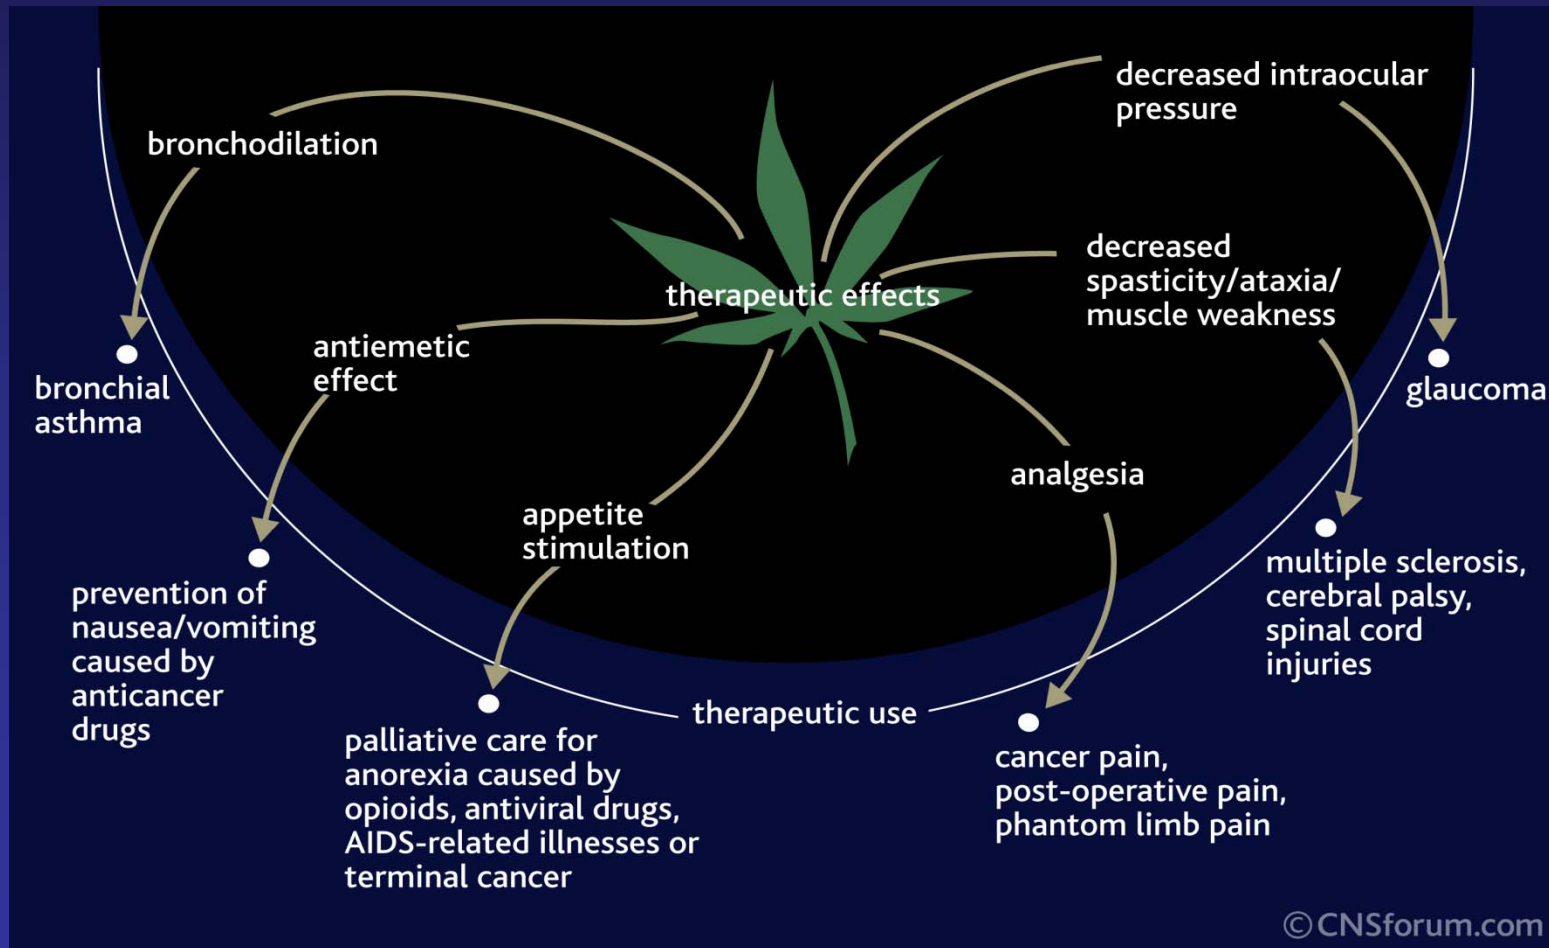 therapeutic effects
bronchodilation
bronchial
asthma
antiemetic
effect
prevention of
nausea/vomiting
caused by
anticancer
drugs
appetite
stimulation
palliative care for
anorexia caused by
opioids, antiviral drugs,
AIDS-related illnesses or
terminal cancer
therapeutic use
analgesia
cancer pain,
post-operative pain,
phantom limb pain
decreased
spasticity/ataxia/
muscle weakness
multiple sclerosis,
cerebral palsy,
spinal cord
injuries
decreased intraocular
pressure
glaucoma
©CNSforum.com